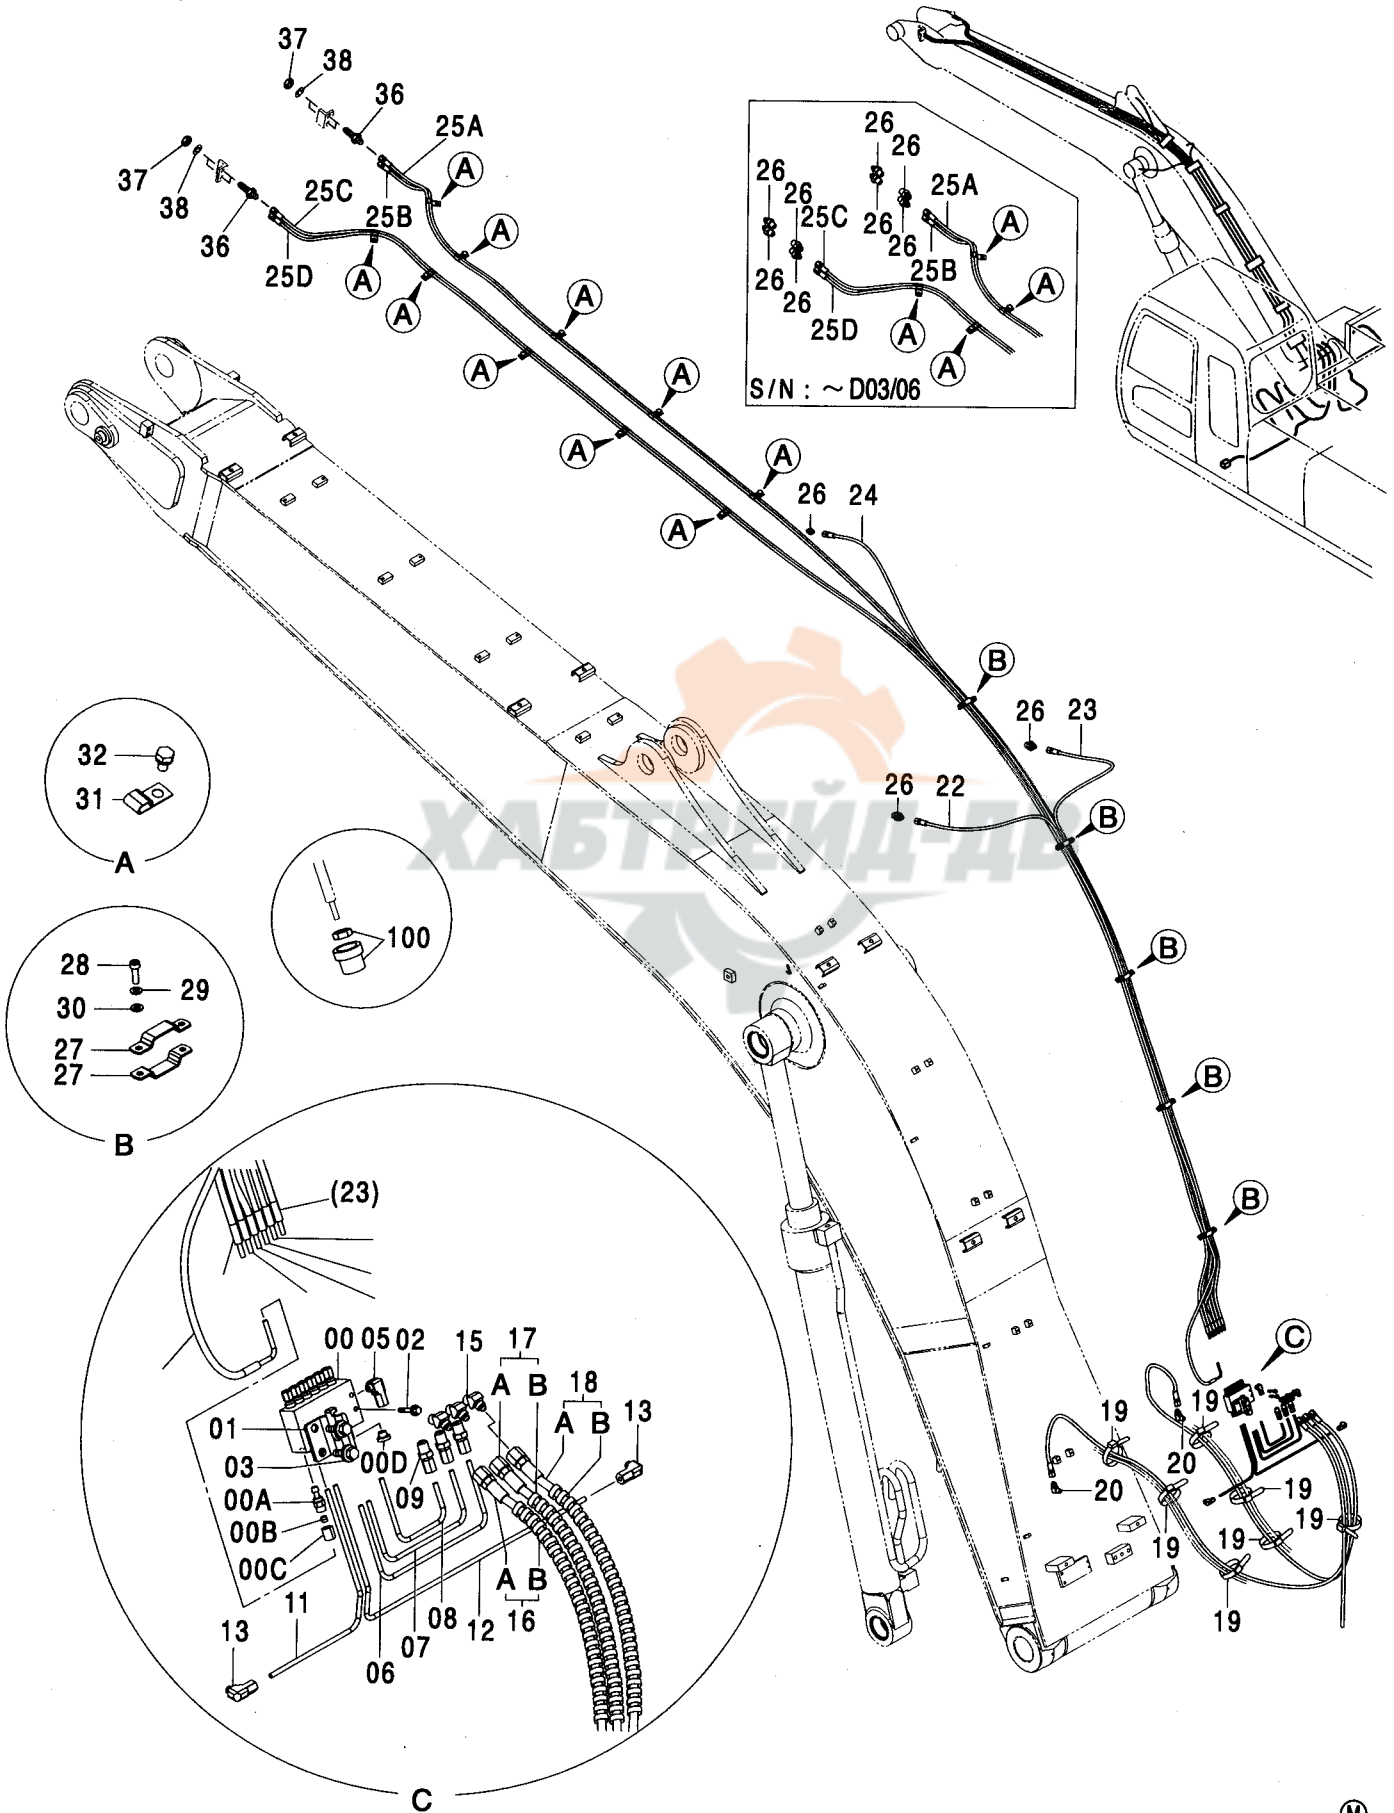 37
38
36
25A
A
37
38
36
25C
25B
25D
A
A
A
A
A
A
A
A
A
A
26
26
26
26
25A
A
26
26
25C
26
26
25B
A
26
26
25D
A
A
S/N : ~ D03/06
26
24
B
26
23
26
22
B
B
B
B
C
32
31
A
100
28
29
30
27
27
B
(23)
00
05
02
15
17
A B
18
A B
13
01
03
00D
09
00A
00B
00C
11
13
06
07
08
12
A B
16
C
19
19
20
20
19
19
19
19
19
M
ХАБТРЕЙД-ДВ